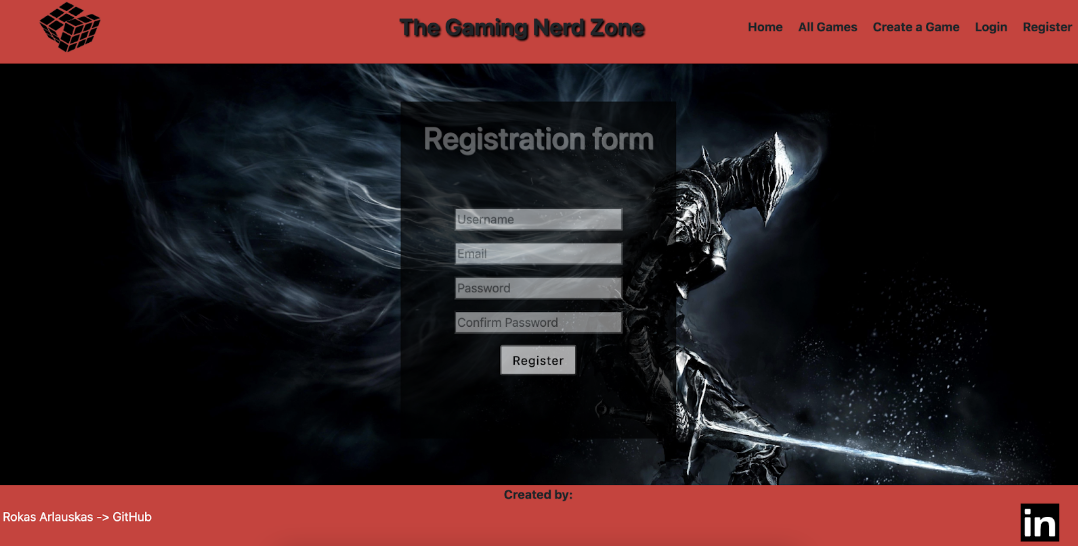 The Gaming Nerd Zone
Home All Games Create a Game Login Register
Registration form
Username
Email
Password
Confirm Password
Register
Created by:
Rokas Arlauskas -> GitHub
in